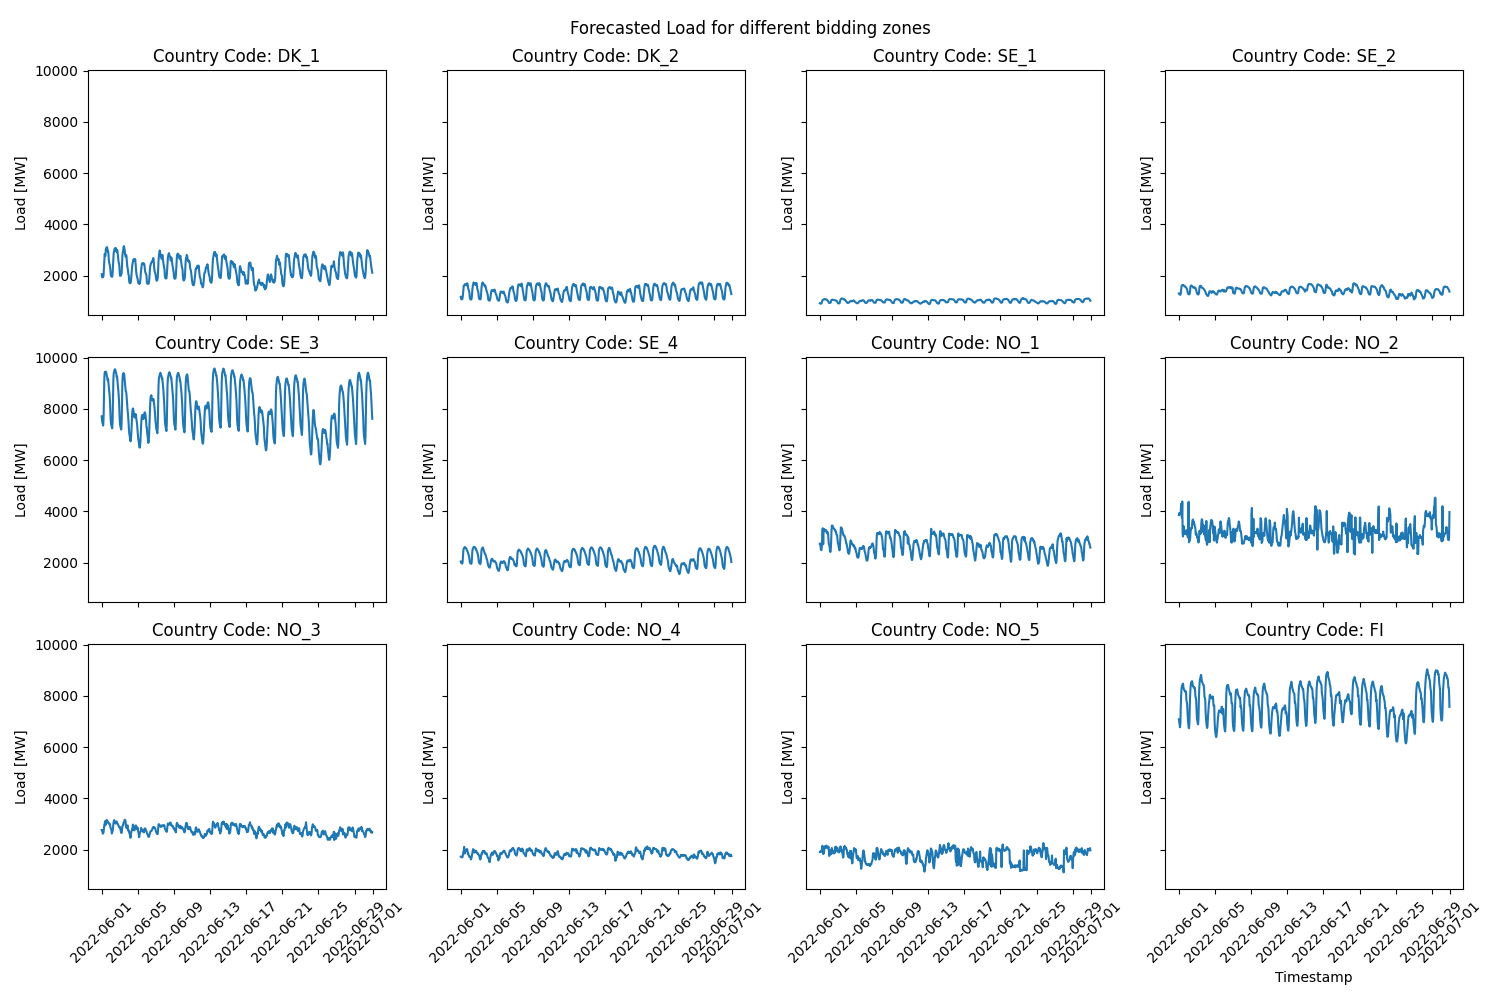 Forecasted Load for different bidding zones
Country Code: DK_1
Country Code: DK_2
Country Code: SE_1
Country Code: SE_2
10000
8000
6000
4000
2000
Load [MW]
Load [MW]
Load [MW]
Load [MW]
Country Code: SE_3
Country Code: SE_4
Country Code: NO_1
Country Code: NO_2
10000
8000
6000
4000
2000
Load [MW]
Load [MW]
Load [MW]
Load [MW]
Country Code: NO_3
Country Code: NO_4
Country Code: NO_5
Country Code: FI
10000
8000
6000
4000
2000
Load [MW]
Load [MW]
Load [MW]
Load [MW]
2022-06-01
2022-06-05
2022-06-09
2022-06-13
2022-06-17
2022-06-21
2022-06-25
2022-06-29
2022-07-01
2022-06-01
2022-06-05
2022-06-09
2022-06-13
2022-06-17
2022-06-21
2022-06-25
2022-06-29
2022-07-01
2022-06-01
2022-06-05
2022-06-09
2022-06-13
2022-06-17
2022-06-21
2022-06-25
2022-06-29
2022-07-01
2022-06-01
2022-06-05
2022-06-09
2022-06-13
2022-06-17
2022-06-21
2022-06-25
2022-06-29
2022-07-01
Timestamp